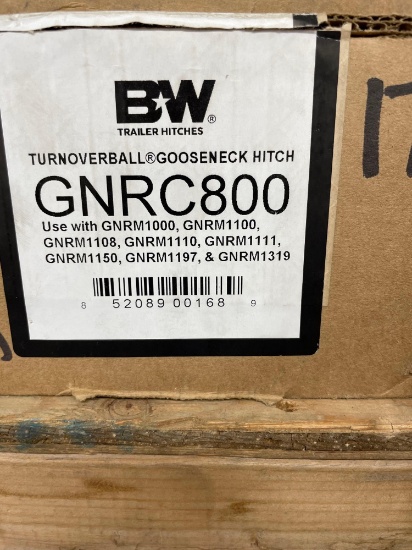 B★W®
TRAILER HITCHES
TURNOVERBALL®GOOSENECK HITCH
GNRC800
Use with GNRM1000, GNRM1100,
GNRM1108, GNRM1110, GNRM1111,
GNRM1150, GNRM1197, & GNRM1319
8 52089 00168 9